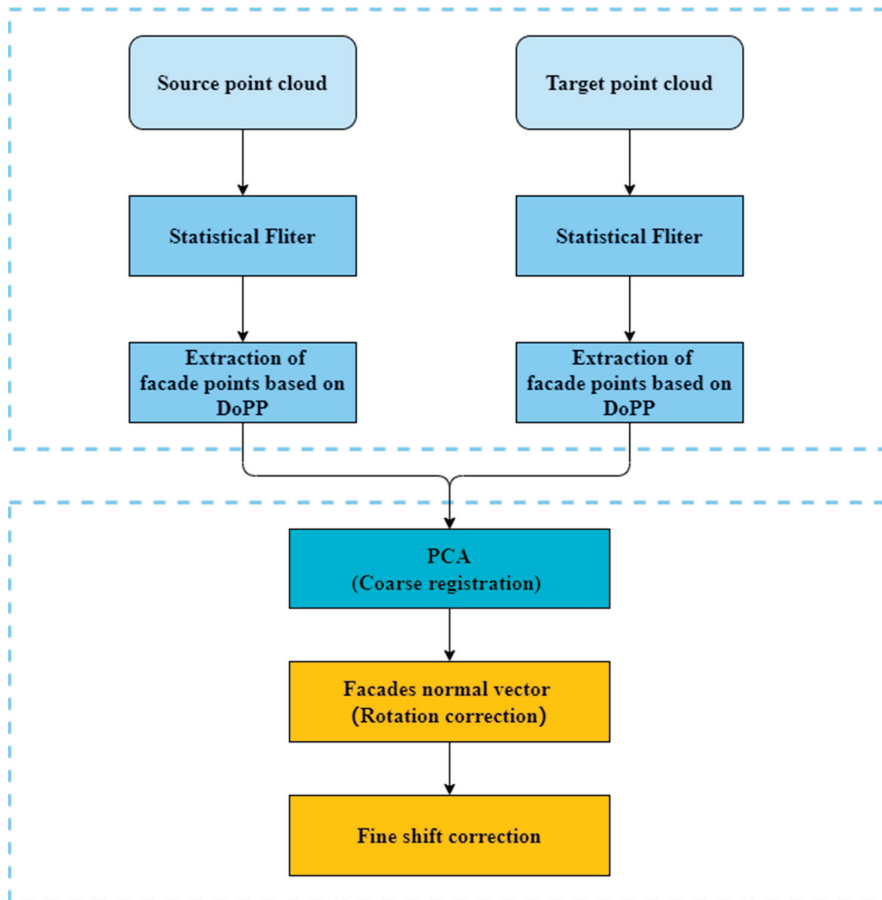 Source point cloud
Target point cloud
Statistical Fliter
Statistical Fliter
Extraction of
facade points based on
DoPP
Extraction of
facade points based on
DoPP
PCA
(Coarse registration)
Facades normal vector
(Rotation correction)
Fine shift correction